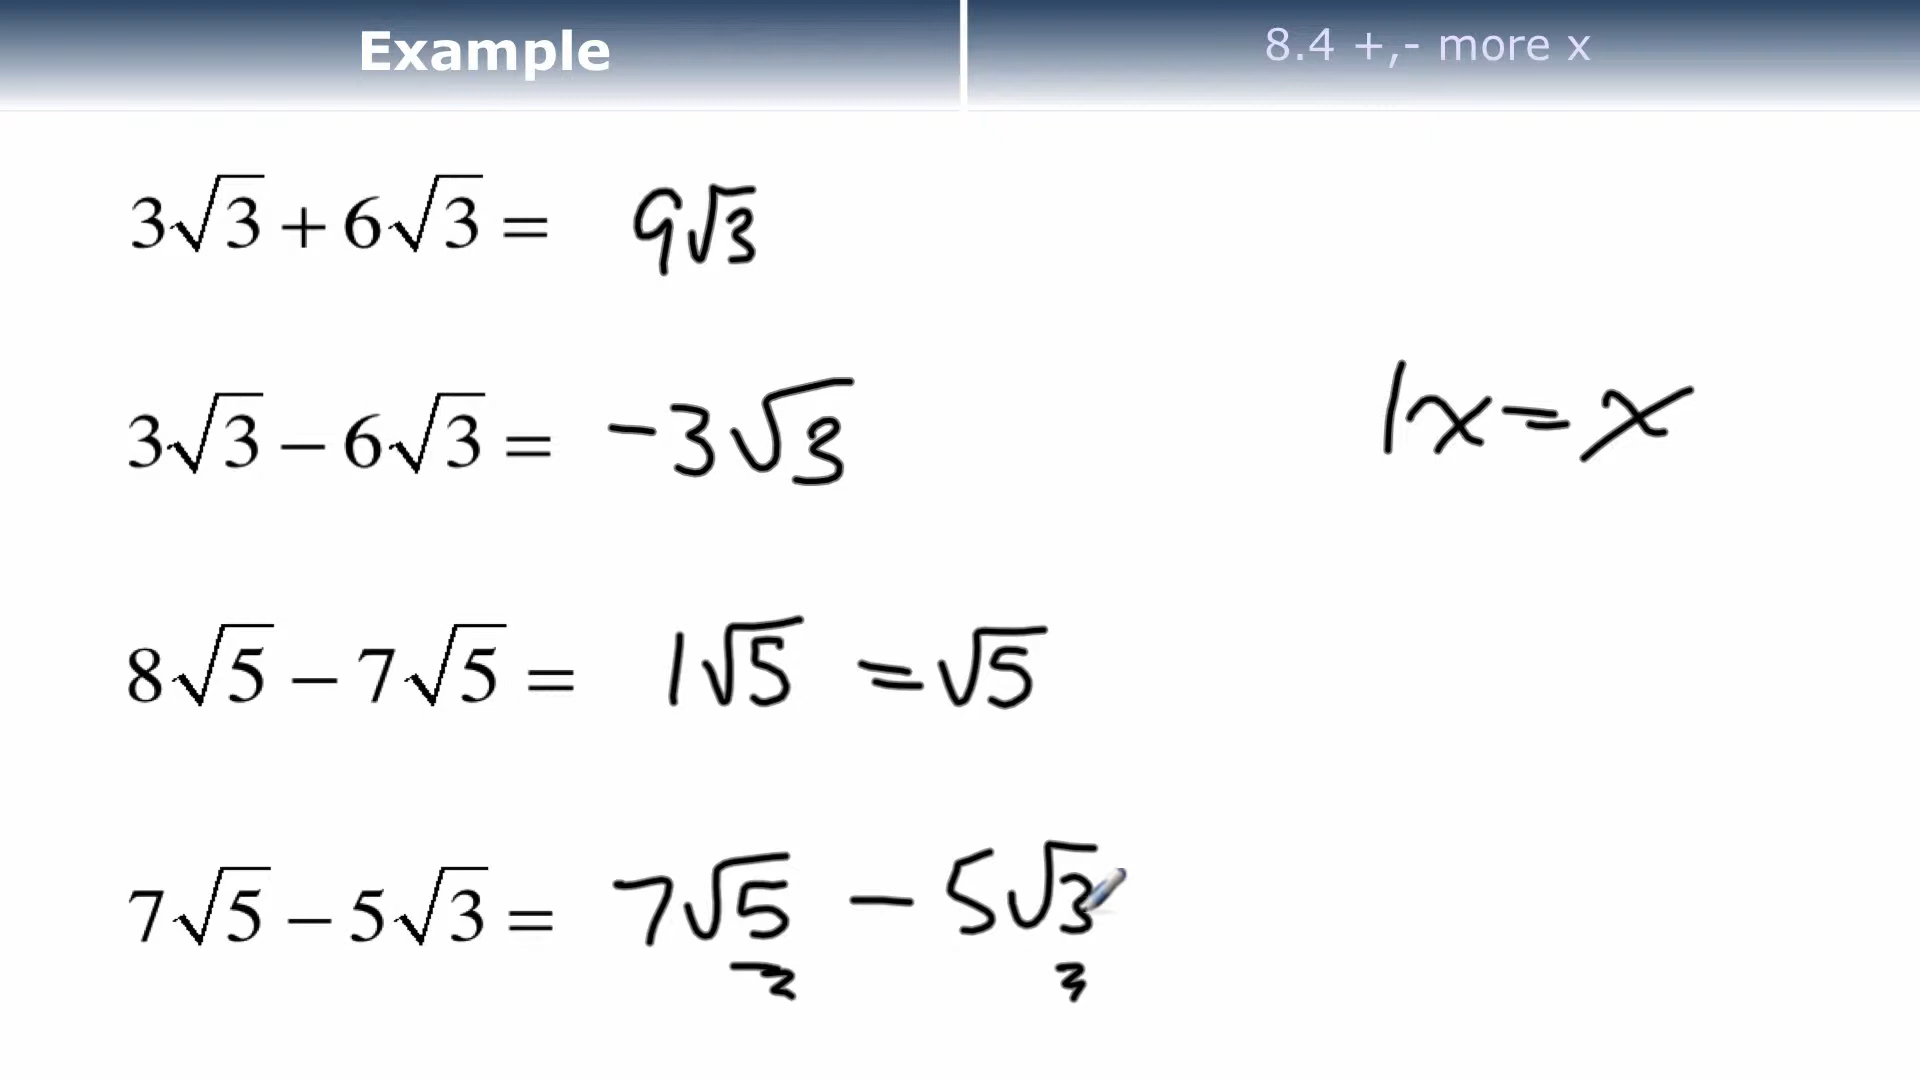 Example
8.4 +,- more x
3√3 + 6√3 = 9√3
3√3 − 6√3 = −3√3
1x = x
8√5 − 7√5 = 1√5 = √5
7√5 − 5√3 = 7√5 − 5√3